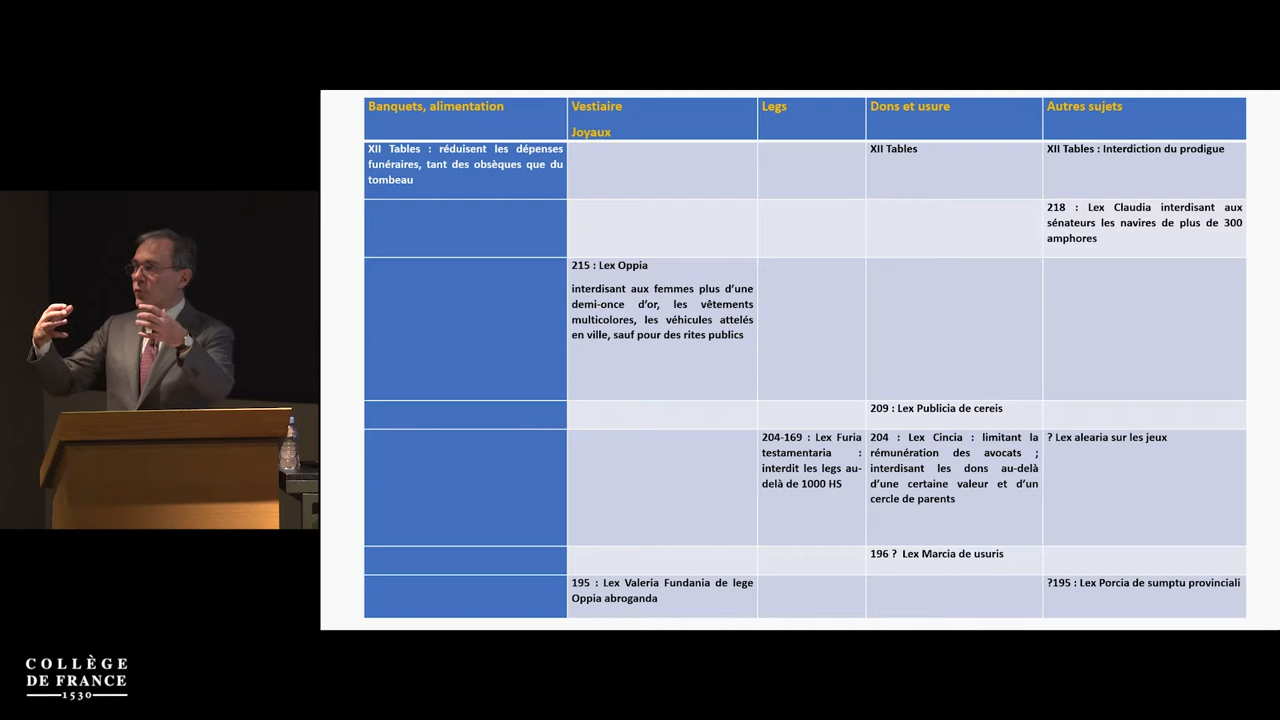 Banquets, alimentation
Vestiaire
Joyaux
Legs
Dons et usure
Autres sujets
XII Tables : réduisent les dépenses
funéraires, tant des obsèques que du
tombeau
XII Tables
XII Tables : Interdiction du prodigue
218 : Lex Claudia interdisant aux
sénateurs les navires de plus de 300
amphores
215 : Lex Oppia
interdisant aux femmes plus d’une
demi-once d’or, les vêtements
multicolores, les véhicules attelés
en ville, sauf pour des rites publics
209 : Lex Publicia de cereis
204-169 : Lex Furia
testamentaria :
interdit les legs au-
delà de 1000 HS
204 : Lex Cincia : limitant la
rémunération des avocats ;
interdisant les dons au-delà
d’une certaine valeur et d’un
cercle de parents
? Lex alearia sur les jeux
196 ? Lex Marcia de usuris
195 : Lex Valeria Fundania de lege
Oppia abroganda
?195 : Lex Porcia de sumptu provinciali
COLLÈGE
DE FRANCE
1530